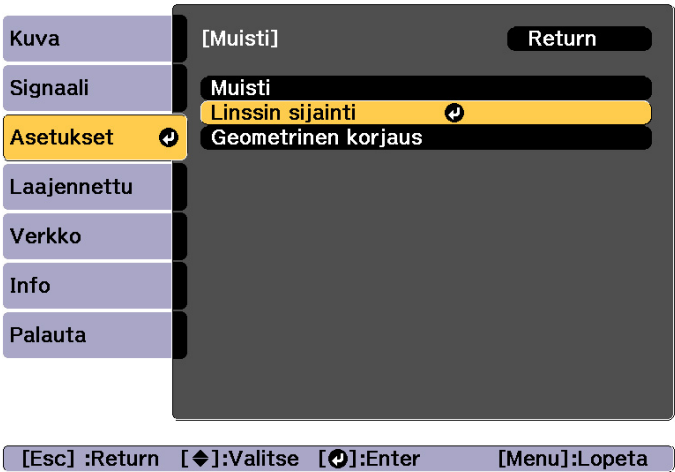 Kuva
Signaali
Asetukset
Laajennettu
Verkko
Info
Palauta
[Muisti] Return
Muisti
Linssin sijainti
Geometrinen korjaus
[Esc] :Return [◆]:Valitse [↵]:Enter [Menu]:Lopeta